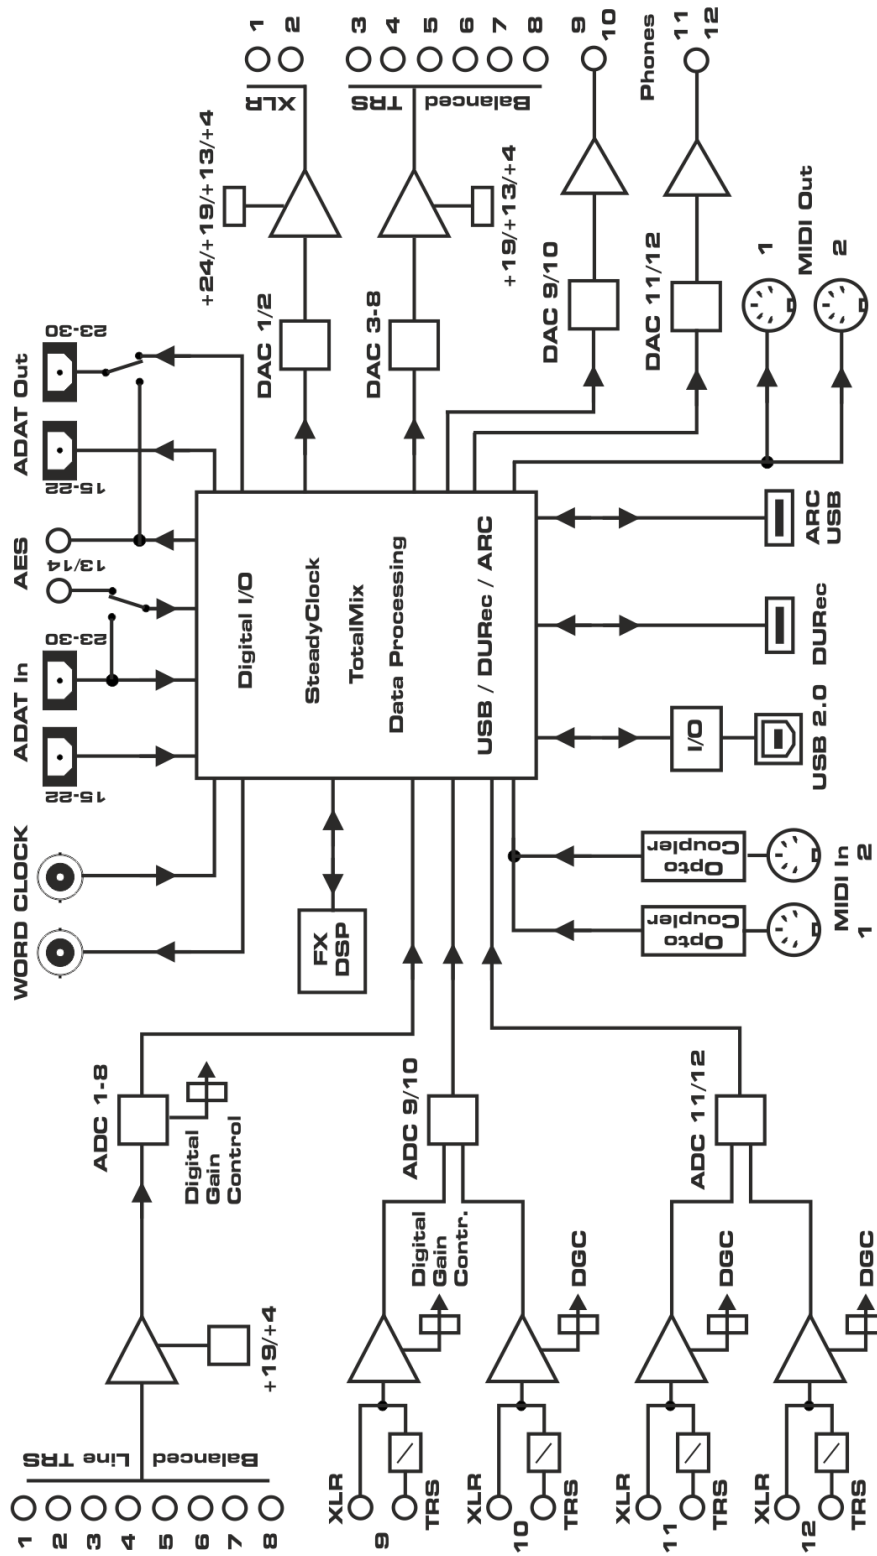 1
2
3
4
5
6
7
8
Balanced Line TRS
+19/+4
ADC 1-8
Digital
Gain
Control
WORD CLOCK
ADAT In
15-22
23-30
AES
13/14
ADAT Out
15-22
23-30
+24/+19/+13/+4
DAC 1/2
XLR
1
2
DAC 3-8
+19/+13/+4
Balanced TRS
3
4
5
6
7
8
DAC 9/10
9
10
Phones
DAC 11/12
11
12
MIDI Out
1
2
Digital I/O
SteadyClock
TotalMix
Data Processing
USB / DURec / ARC
FX
DSP
XLR
9
TRS
Digital
Gain
Contr.
XLR
10
TRS
DGC
ADC 9/10
XLR
11
TRS
DGC
XLR
12
TRS
DGC
ADC 11/12
Opto
Coupler
Opto
Coupler
MIDI In
1
2
I/O
USB 2.0
DURec
ARC
USB